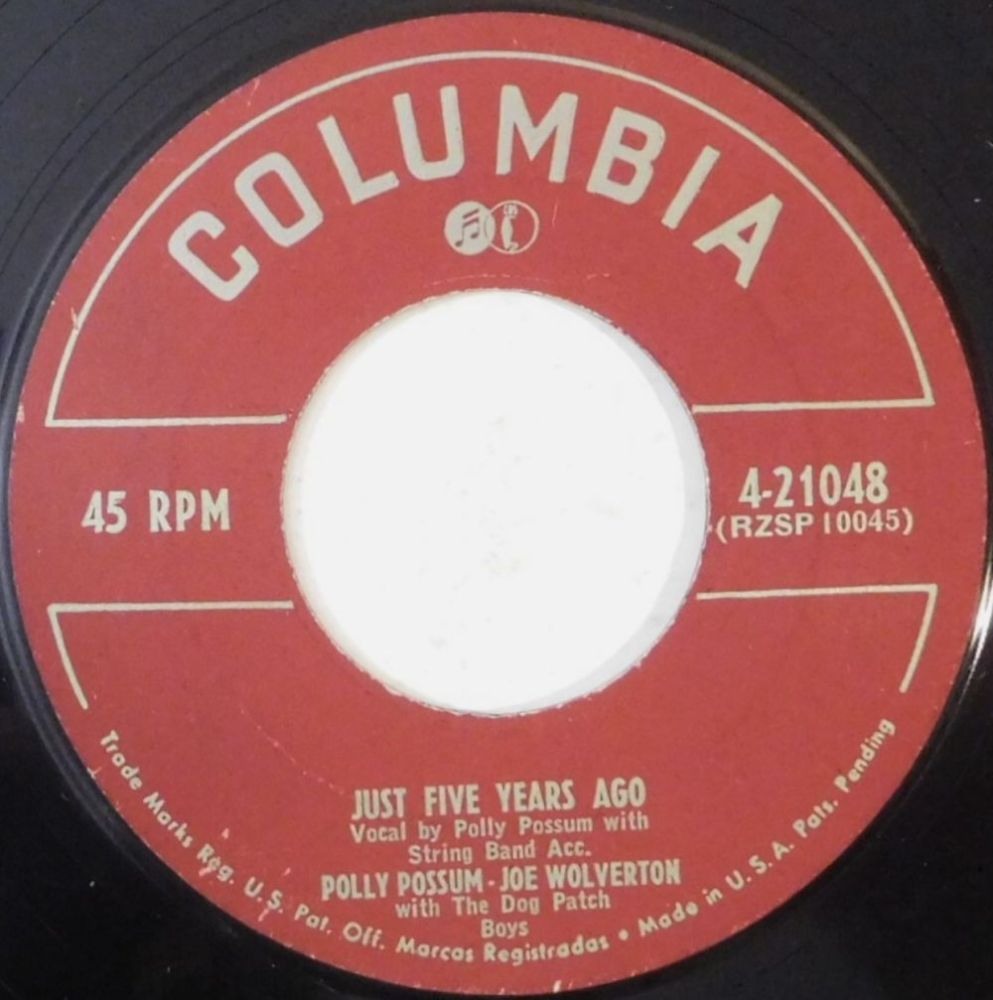 COLUMBIA
45 RPM
4-21048
(RZSP 10045)
JUST FIVE YEARS AGO
Vocal by Polly Possum with
String Band Acc.
POLLY POSSUM - JOE WOLVERTON
with The Dog Patch
Boys
Trade Marks Reg. U.S. Pat. Off. Marcas Registradas • Made in U.S.A. Pats. Pending